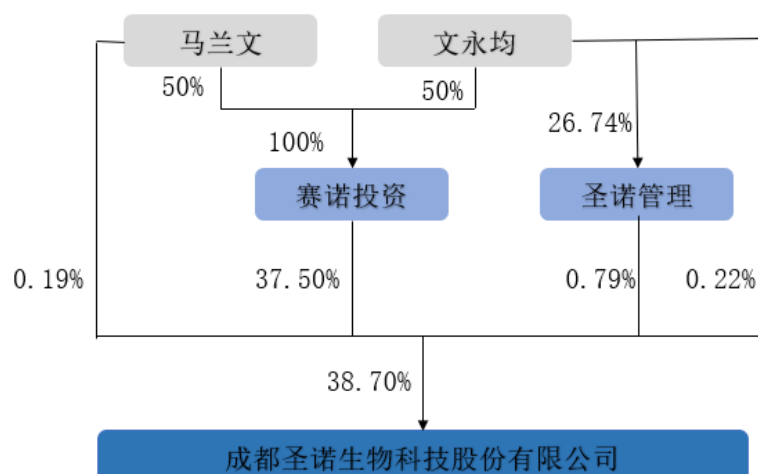 马兰文
文永均
50%
50%
26.74%
100%
赛诺投资
圣诺管理
0.19%
37.50%
0.79%
0.22%
38.70%
成都圣诺生物科技股份有限公司